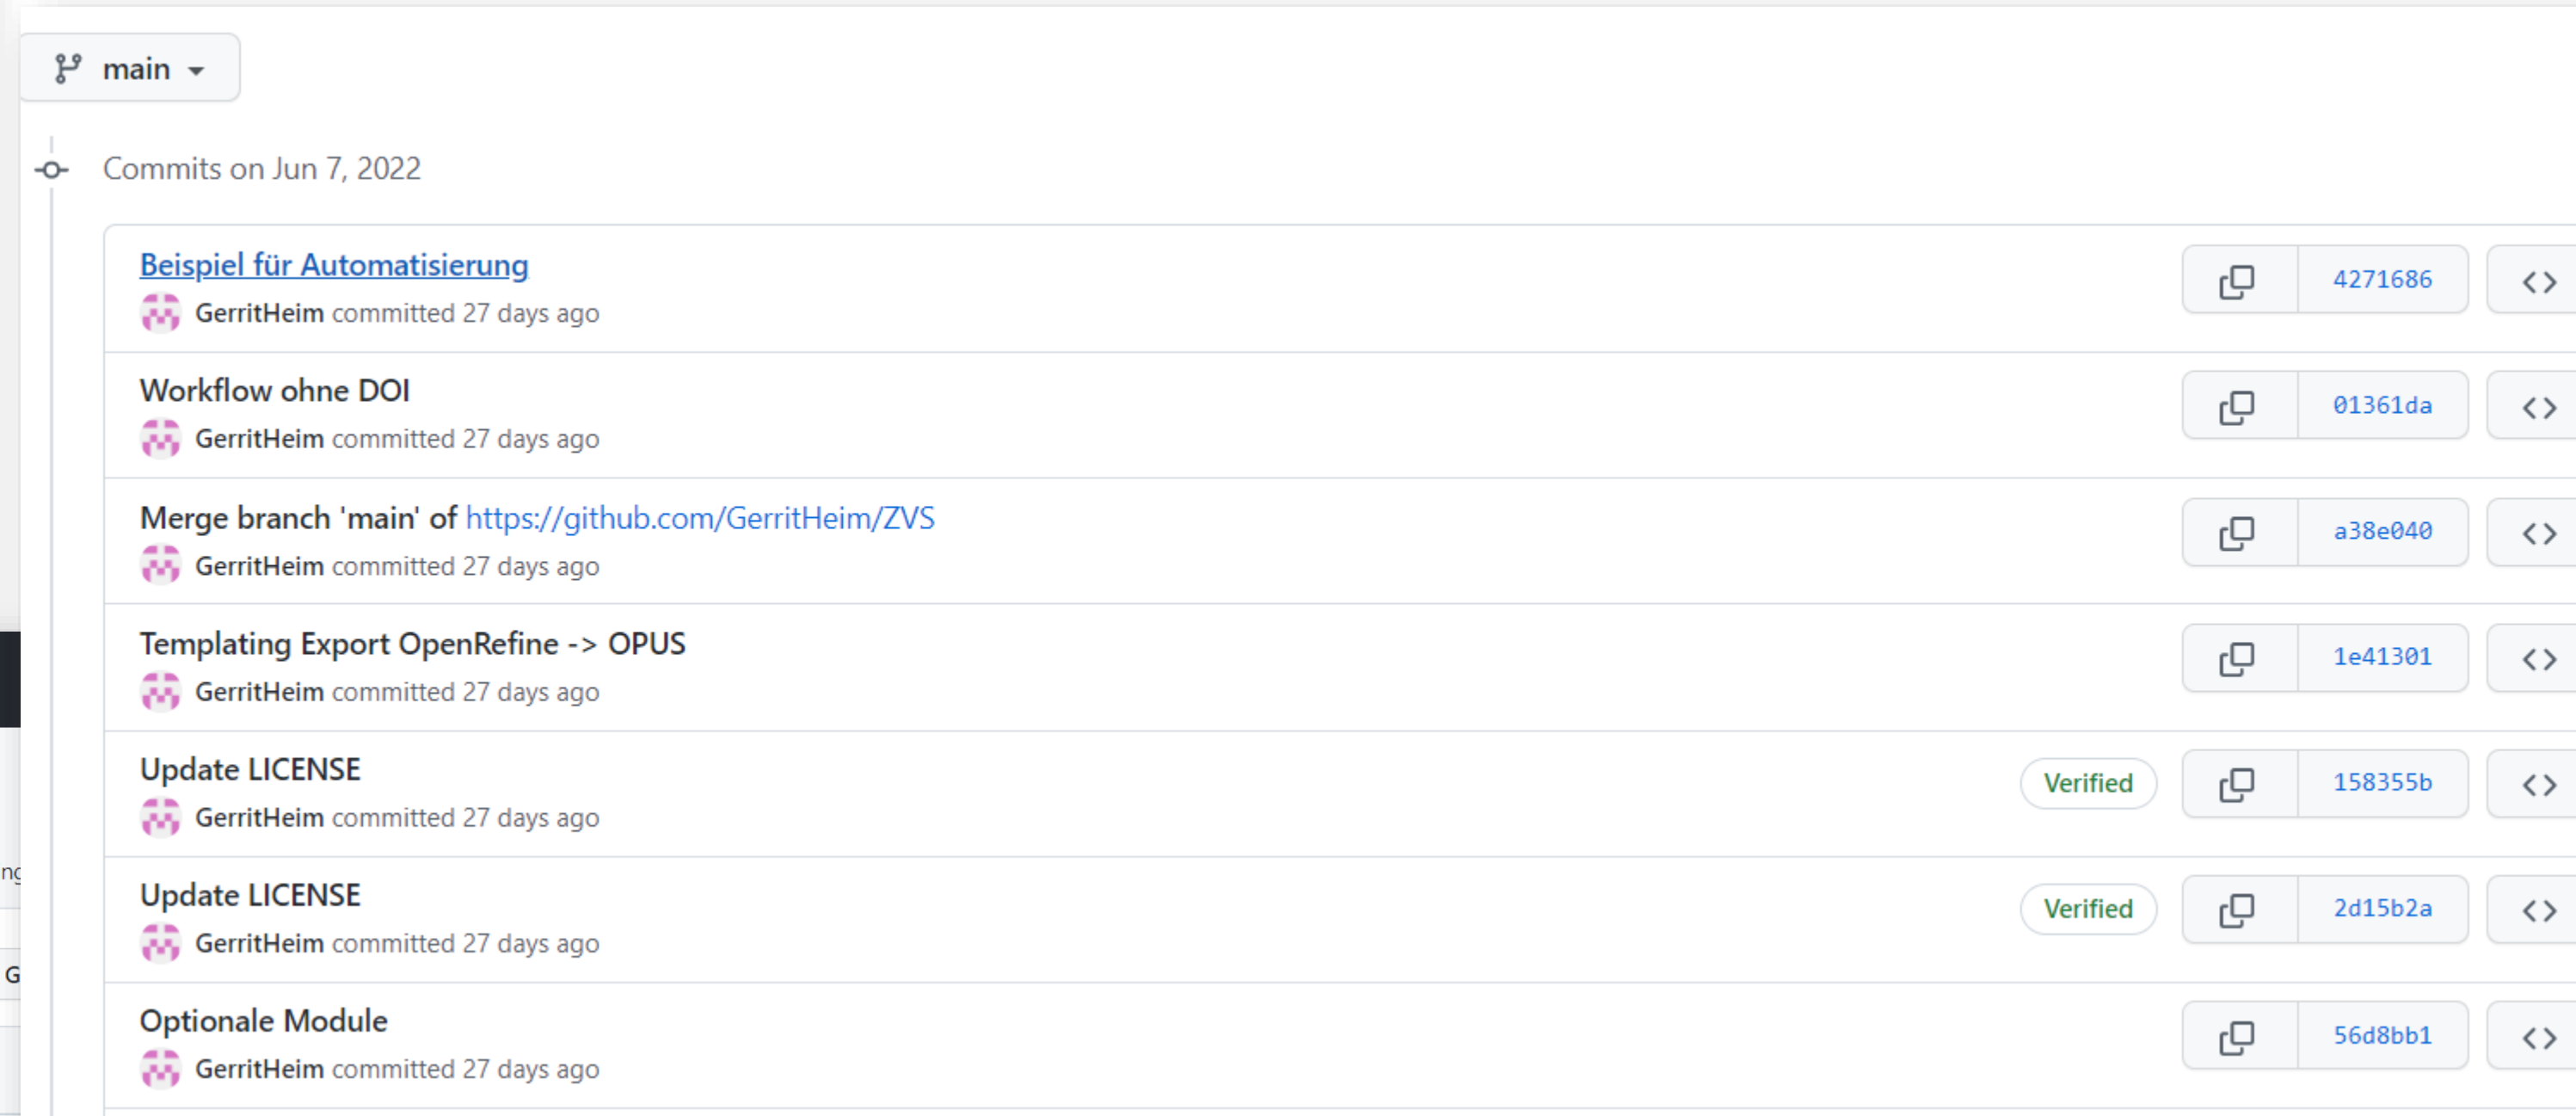 main
Commits on Jun 7, 2022
Beispiel für Automatisierung
4271686
GerritHeim committed 27 days ago
Workflow ohne DOI
01361da
GerritHeim committed 27 days ago
Merge branch 'main' of https://github.com/GerritHeim/ZVS
a38e040
GerritHeim committed 27 days ago
Templating Export OpenRefine -> OPUS
1e41301
GerritHeim committed 27 days ago
Update LICENSE
Verified 158355b
GerritHeim committed 27 days ago
ng
Update LICENSE
Verified 2d15b2a
GerritHeim committed 27 days ago
G
Optionale Module
56d8bb1
GerritHeim committed 27 days ago